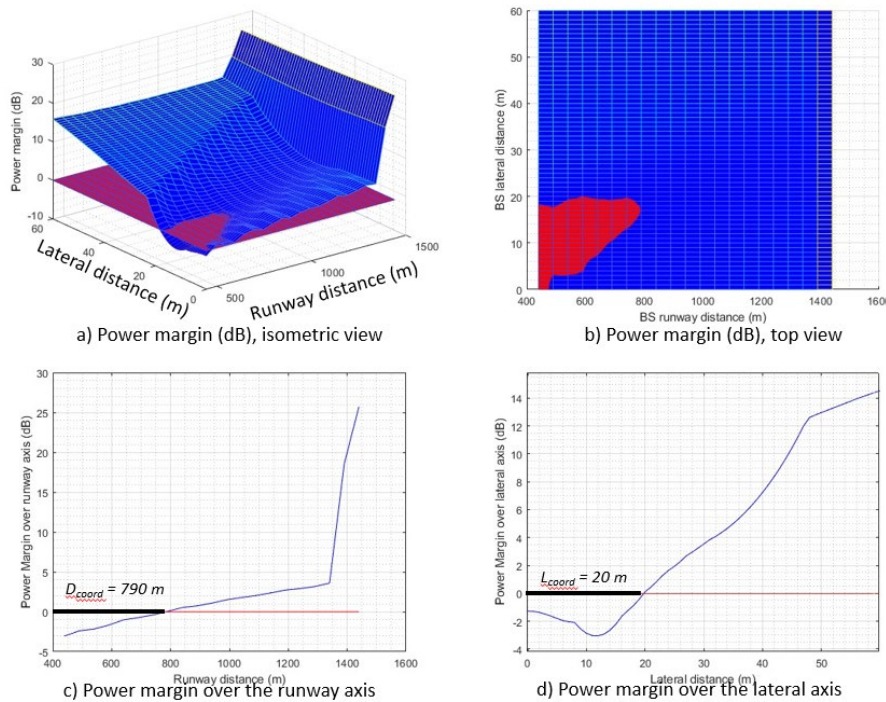 30
20
10
0
-10
Power margin (dB)
60
40
20
0
Lateral distance (m)
500
1000
1500
Runway distance (m)
a) Power margin (dB), isometric view
60
50
40
30
20
10
0
BS lateral distance (m)
400 600 800 1000 1200 1400 1600
BS runway distance (m)
b) Power margin (dB), top view
30
25
20
15
10
5
0
-5
Power Margin over runway axis (dB)
D_coord = 790 m
400 600 800 1000 1200 1400 1600
Runway distance (m)
c) Power margin over the runway axis
14
12
10
8
6
4
2
0
-2
-4
Power Margin over lateral axis (dB)
L_coord = 20 m
0 10 20 30 40 50
Lateral distance (m)
d) Power margin over the lateral axis